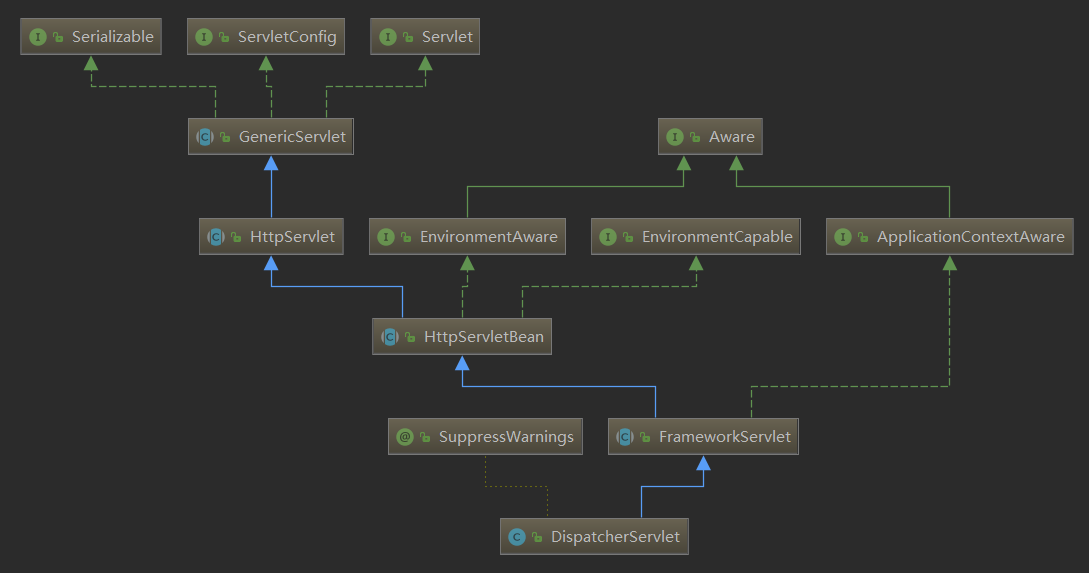 I Serializable
I ServletConfig
I Servlet
C GenericServlet
I Aware
C HttpServlet
I EnvironmentAware
I EnvironmentCapable
I ApplicationContextAware
C HttpServletBean
@ SuppressWarnings
C FrameworkServlet
C DispatcherServlet